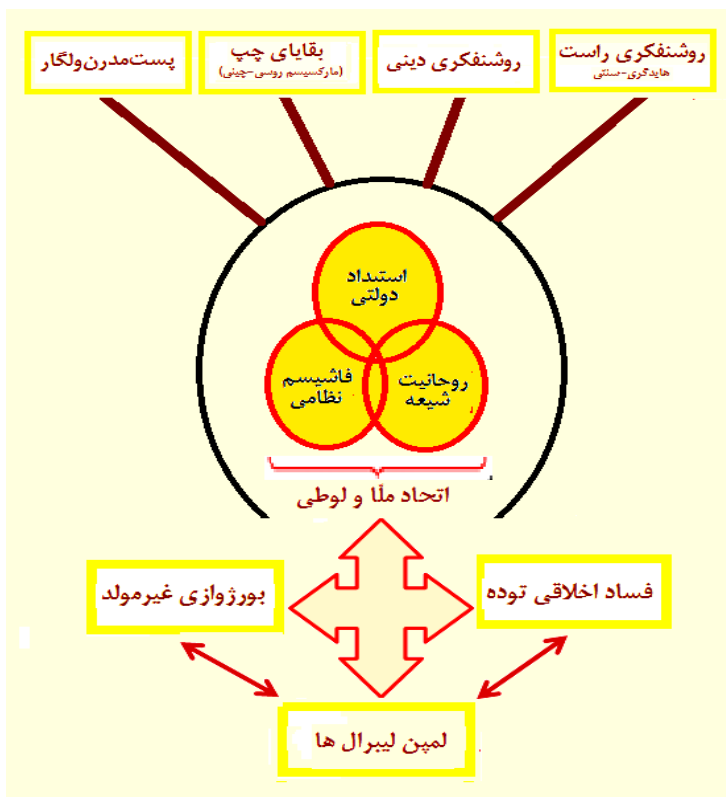 روشنفکری راست
هایدگری-سنتی
روشنفکری دینی
بقایای چپ
(مارکسیسم روسی-چینی)
پست‌مدرن‌ولگار
استبداد
دولتی
روحانیت
شیعه
فاشیسم
نظامی
اتحاد ملّا و لوطی
فساد اخلاقی توده
بورژوازی غیرمولد
لمپن لیبرال ها